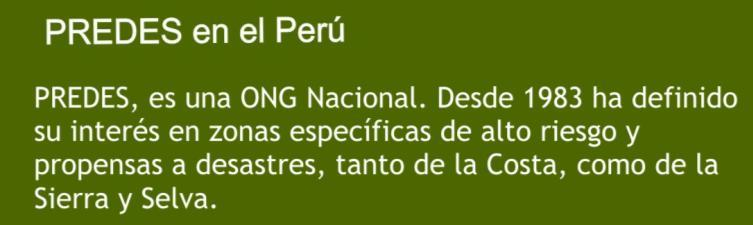 PREDES en el Perú
PREDES, es una ONG Nacional. Desde 1983 ha definido
su interés en zonas específicas de alto riesgo y
propensas a desastres, tanto de la Costa, como de la
Sierra y Selva.